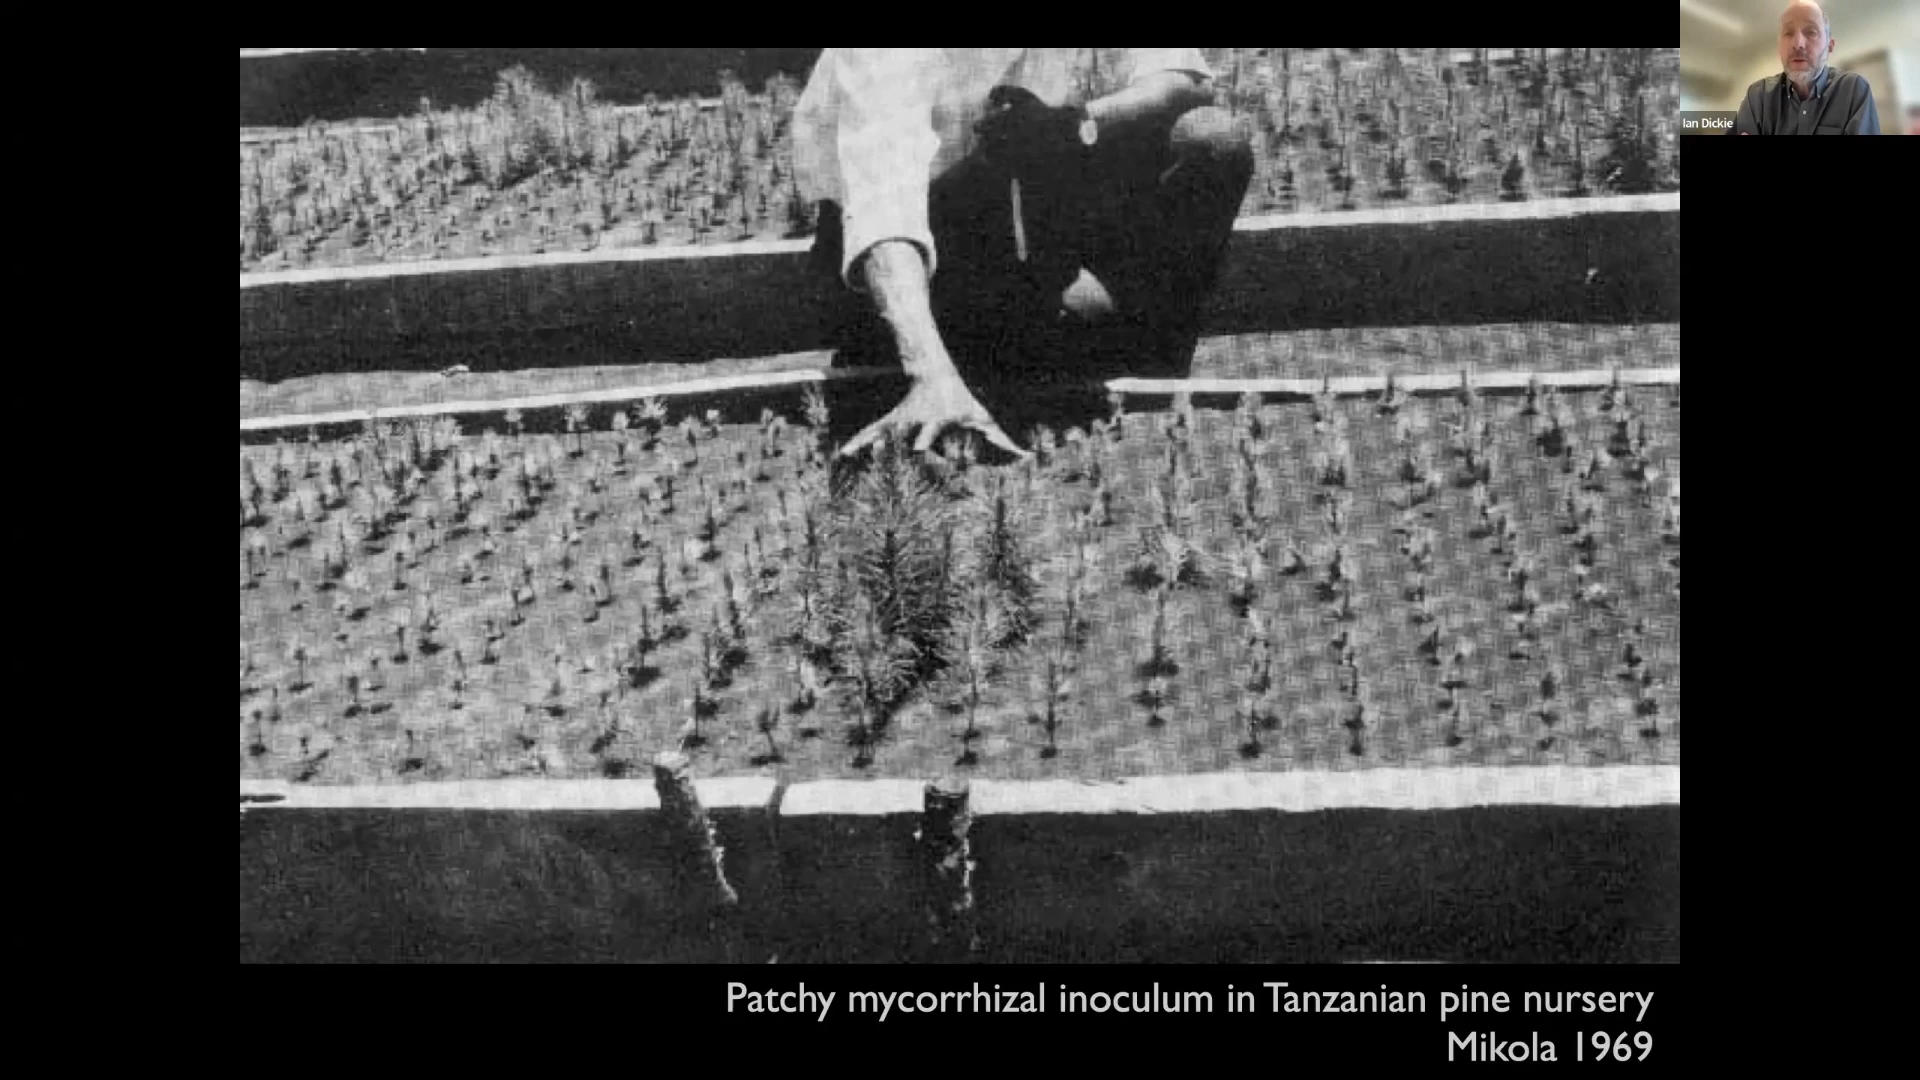 Ian Dickie
Patchy mycorrhizal inoculum in Tanzanian pine nursery
Mikola 1969